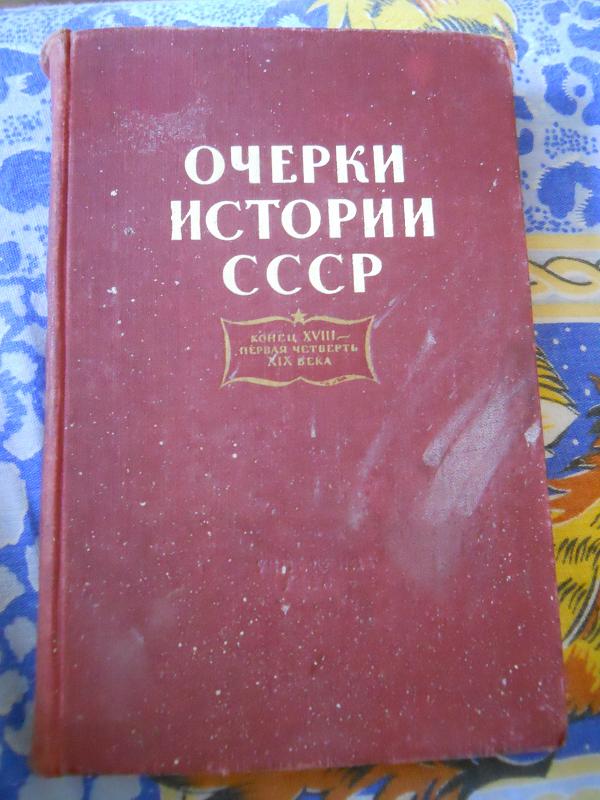 ОЧЕРКИ
ИСТОРИИ
СССР
КОНЕЦ XVIII—
ПЕРВАЯ ЧЕТВЕРТЬ
XIX ВЕКА